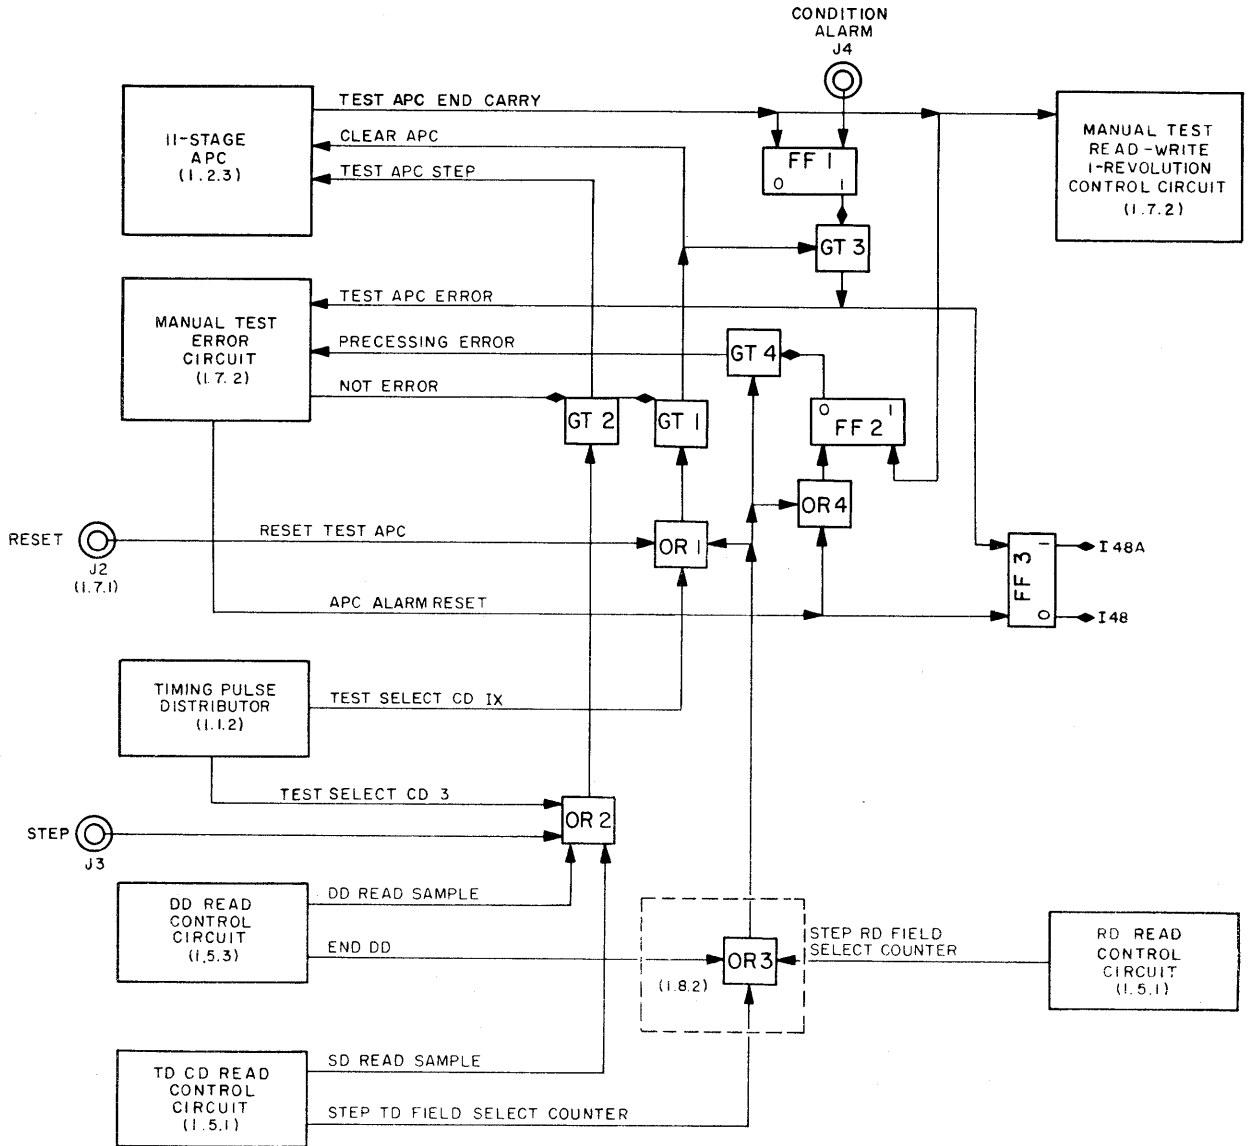 CONDITION
ALARM
J4
TEST APC END CARRY
CLEAR APC
TEST APC STEP
11-STAGE
APC
(1.2.3)
FF 1
0 1
MANUAL TEST
READ-WRITE
1-REVOLUTION
CONTROL CIRCUIT
(1.7.2)
GT 3
TEST APC ERROR
MANUAL TEST
ERROR
CIRCUIT
(1.7.2)
PRECESSING ERROR
GT 4
NOT ERROR
GT 2
GT 1
0 1
FF 2
OR 4
RESET
J2
(1.7.1)
RESET TEST APC
OR 1
FF 3
1
0
I 48A
I 48
APC ALARM RESET
TIMING PULSE
DISTRIBUTOR
(1.1.2)
TEST SELECT CD 1X
TEST SELECT CD 3
STEP
J3
OR 2
DD READ
CONTROL
CIRCUIT
(1.5.3)
DD READ SAMPLE
END DD
(1.8.2)
OR 3
STEP RD FIELD
SELECT COUNTER
RD READ
CONTROL
CIRCUIT
(1.5.1)
TD CD READ
CONTROL
CIRCUIT
(1.5.1)
SD READ SAMPLE
STEP TD FIELD SELECT COUNTER